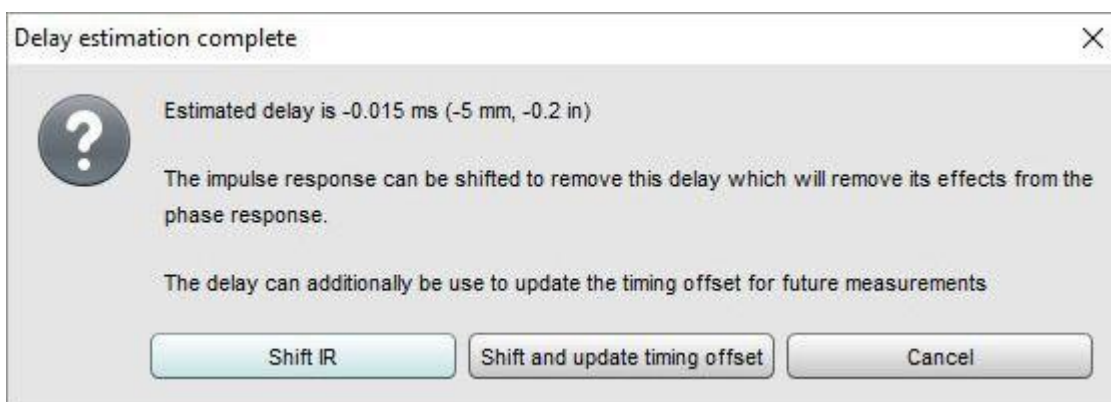 Delay estimation complete
Estimated delay is -0.015 ms (-5 mm, -0.2 in)
The impulse response can be shifted to remove this delay which will remove its effects from the
phase response.
The delay can additionally be use to update the timing offset for future measurements
Shift IR
Shift and update timing offset
Cancel